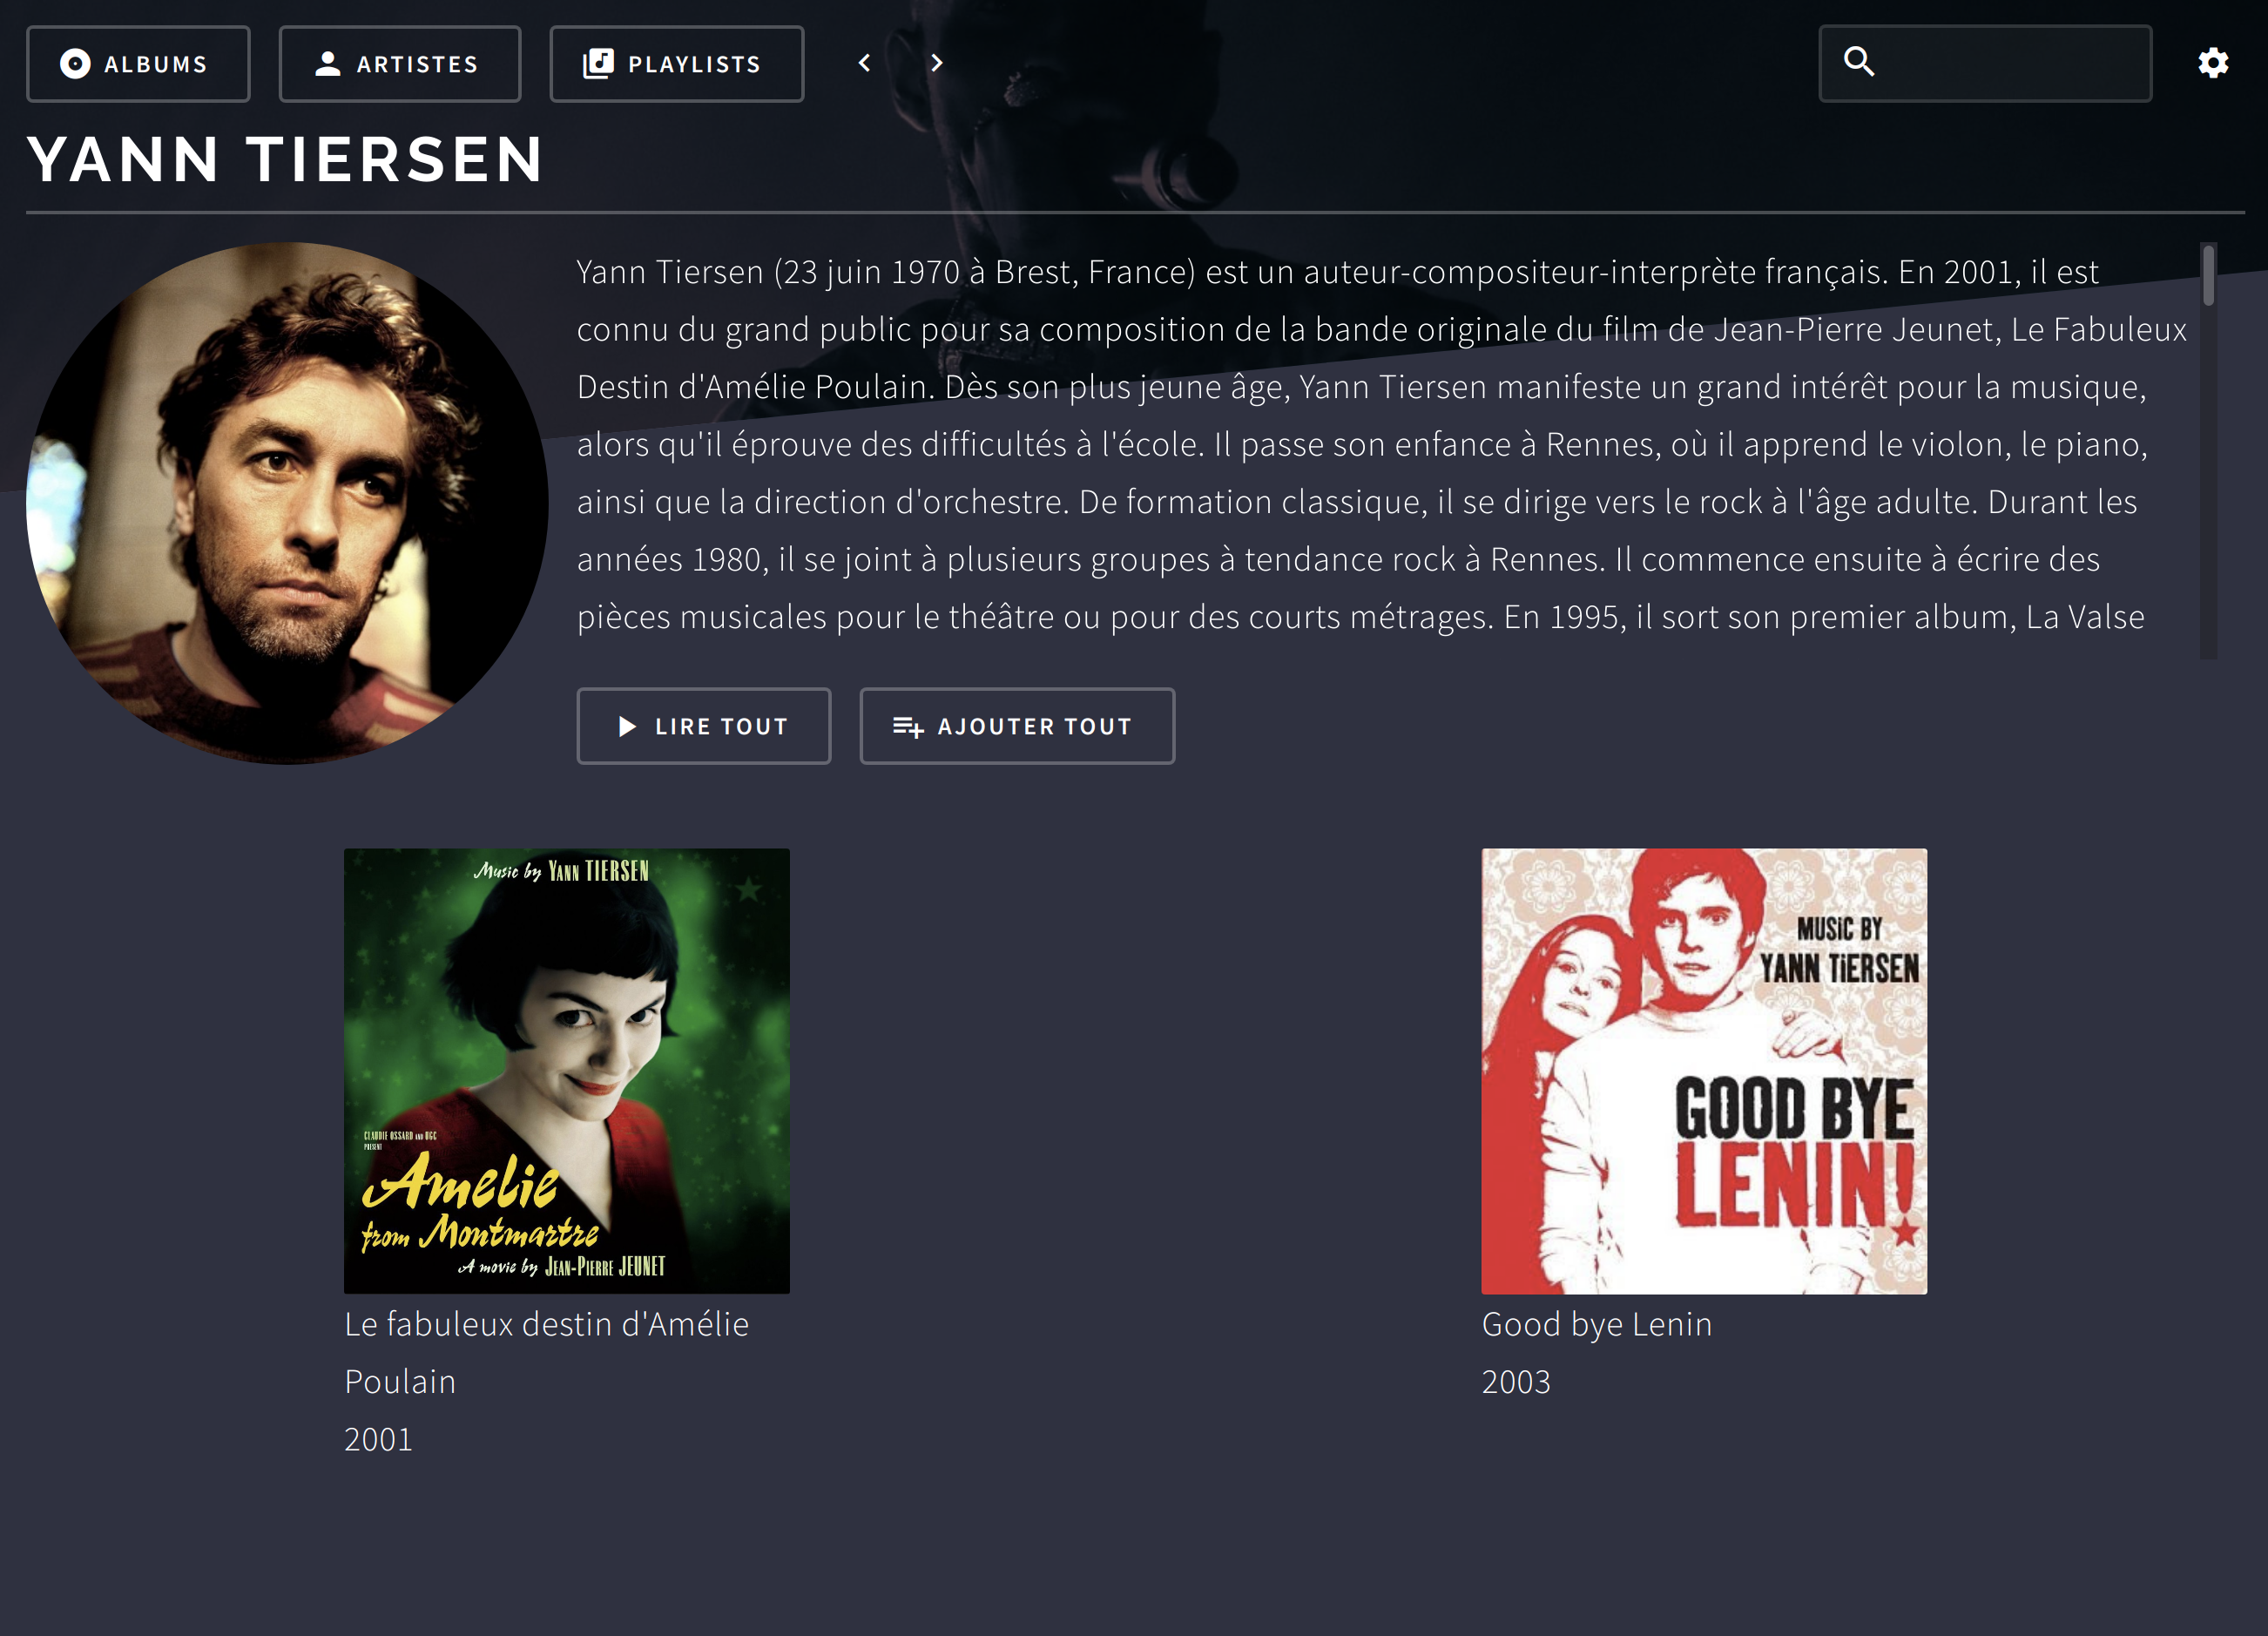 ALBUMS
ARTISTES
PLAYLISTS
YANN TIERSEN
Yann Tiersen (23 juin 1970 à Brest, France) est un auteur-compositeur-interprète français. En 2001, il est
connu du grand public pour sa composition de la bande originale du film de Jean-Pierre Jeunet, Le Fabuleux
Destin d'Amélie Poulain. Dès son plus jeune âge, Yann Tiersen manifeste un grand intérêt pour la musique,
alors qu'il éprouve des difficultés à l'école. Il passe son enfance à Rennes, où il apprend le violon, le piano,
ainsi que la direction d'orchestre. De formation classique, il se dirige vers le rock à l'âge adulte. Durant les
années 1980, il se joint à plusieurs groupes à tendance rock à Rennes. Il commence ensuite à écrire des
pièces musicales pour le théâtre ou pour des courts métrages. En 1995, il sort son premier album, La Valse
LIRE TOUT
AJOUTER TOUT
Music by YANN TIERSEN
CLAUDIE OSSARD AND UGC
PRESENT
Amelie
from Montmartre
A movie by JEAN-PIERRE JEUNET
Le fabuleux destin d'Amélie
Poulain
2001
MUSiC BY
YANN TiERSEN
GOOD BYE
LENIN!
Good bye Lenin
2003